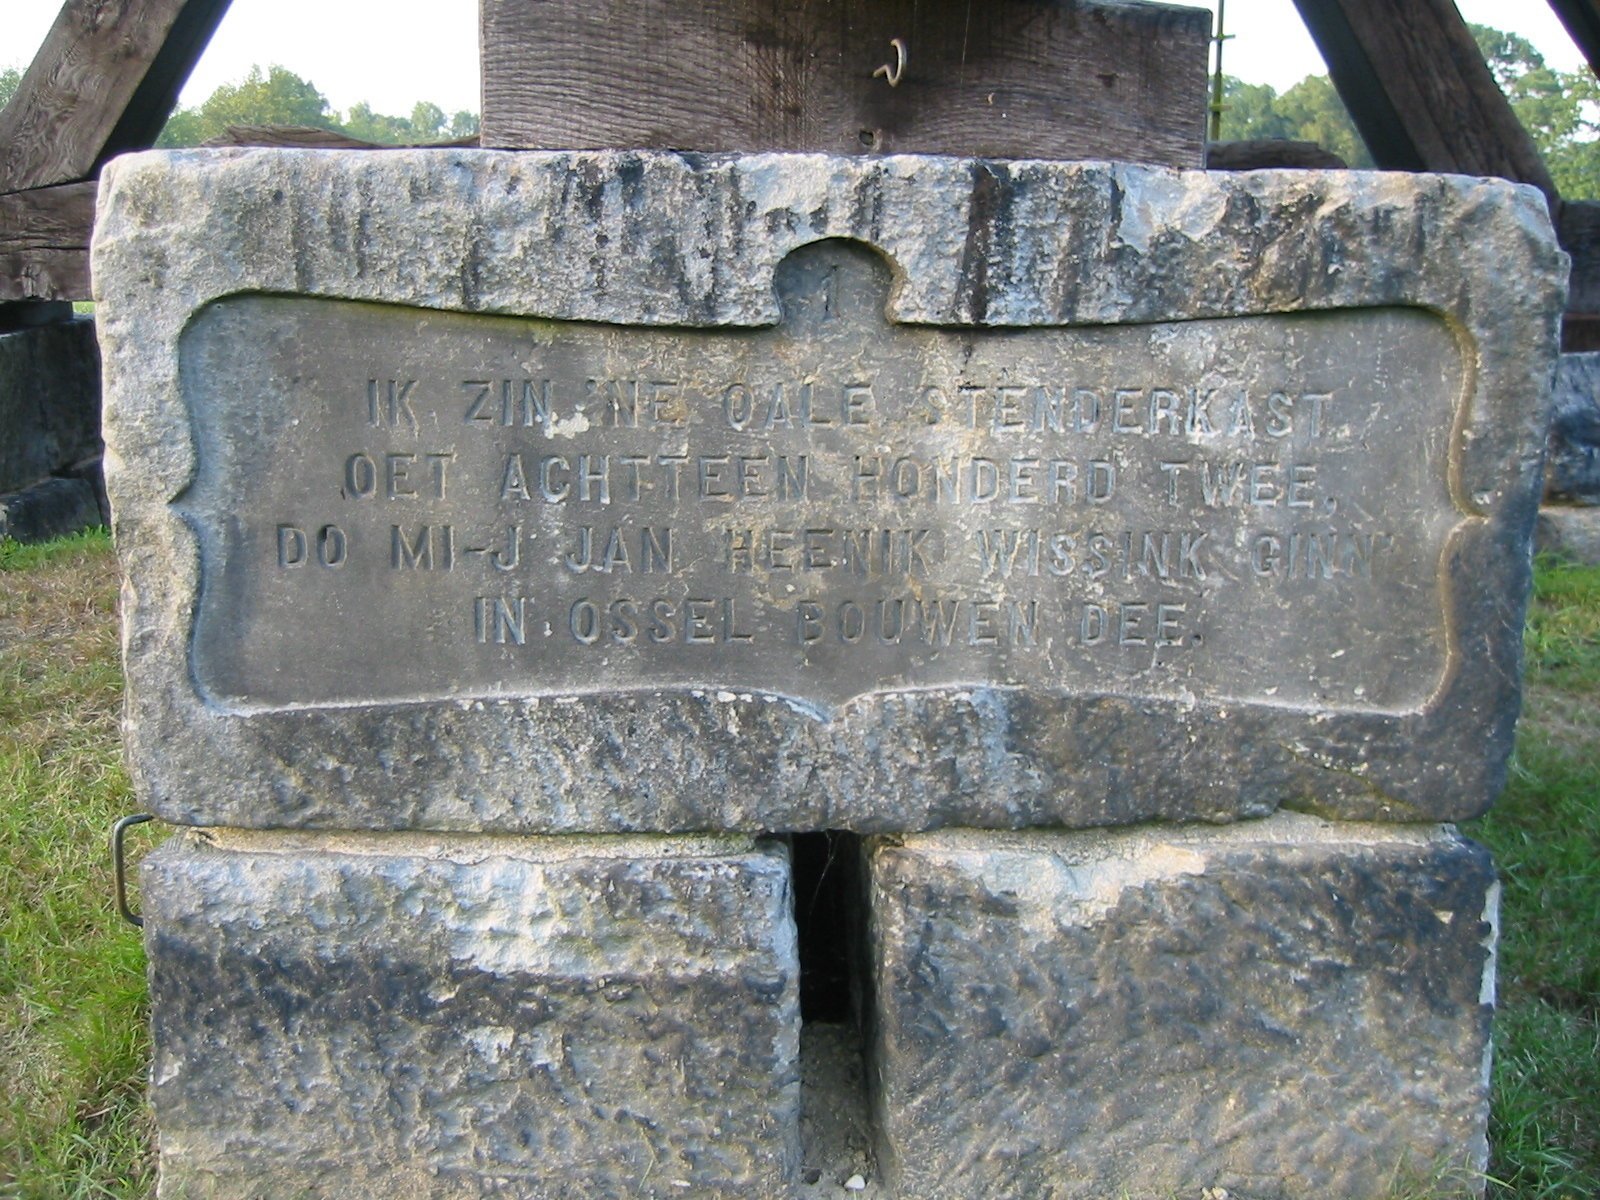 1
IK ZIN 'NE OALE STENDERKAST
OET ACHTTEEN HONDERD TWEE,
DO MI-J JAN HEENIK WISSINK GINN'
IN OSSEL BOUWEN DEE.